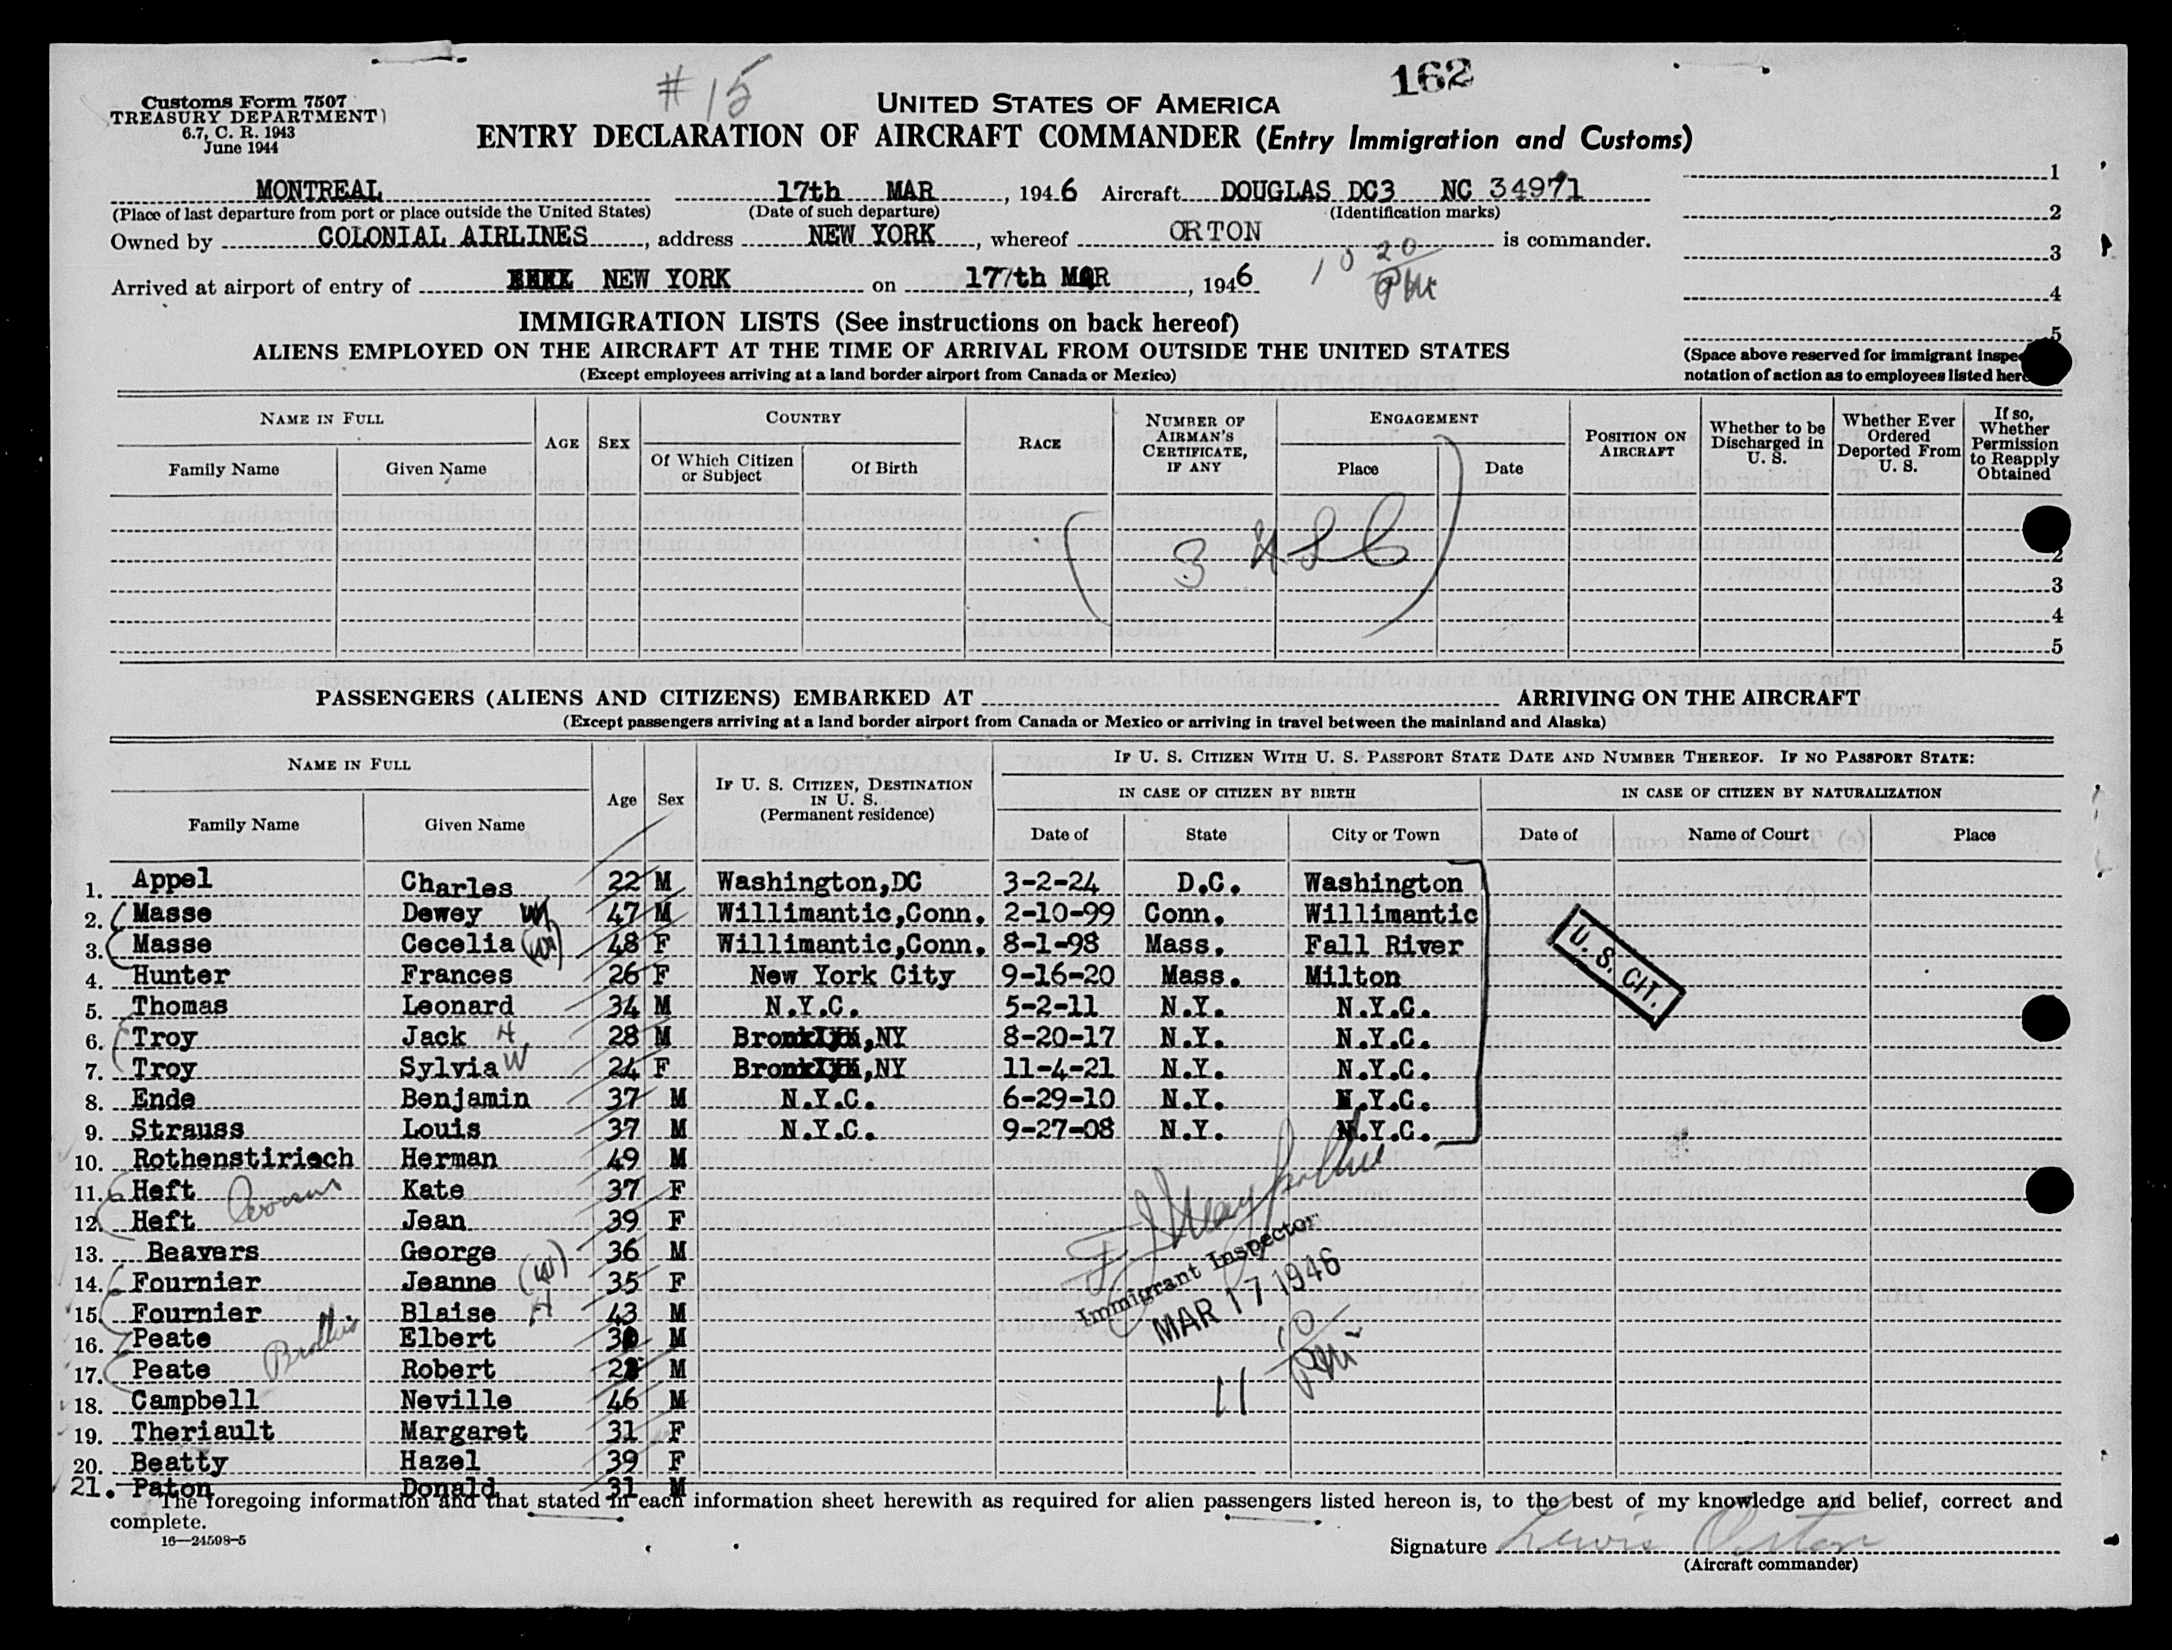 # 15
162
Customs Form 7507
TREASURY DEPARTMENT
6.7, C. R. 1943
June 1944
UNITED STATES OF AMERICA
ENTRY DECLARATION OF AIRCRAFT COMMANDER (Entry Immigration and Customs)
MONTREAL 17th MAR, 1946 Aircraft DOUGLAS DC3 NC 34971
(Place of last departure from port or place outside the United States) (Date of such departure) (Identification marks)
Owned by COLONIAL AIRLINES, address NEW YORK, whereof ORTON is commander.
Arrived at airport of entry of NEW YORK on 177th MAR, 1946
10 20 PM
1
2
3
4
5
IMMIGRATION LISTS (See instructions on back hereof)
ALIENS EMPLOYED ON THE AIRCRAFT AT THE TIME OF ARRIVAL FROM OUTSIDE THE UNITED STATES
(Except employees arriving at a land border airport from Canada or Mexico)
(Space above reserved for immigrant inspe
notation of action as to employees listed here
NAME IN FULL
Family Name Given Name
AGE SEX
COUNTRY
Of Which Citizen or Subject Of Birth
RACE
NUMBER OF AIRMAN'S CERTIFICATE, IF ANY
ENGAGEMENT
Place Date
POSITION ON AIRCRAFT
Whether to be Discharged in U. S.
Whether Ever Ordered Deported From U. S.
If so, Whether Permission to Reapply Obtained
2
3
4
5
PASSENGERS (ALIENS AND CITIZENS) EMBARKED AT ARRIVING ON THE AIRCRAFT
(Except passengers arriving at a land border airport from Canada or Mexico or arriving in travel between the mainland and Alaska)
NAME IN FULL
Family Name Given Name
Age Sex
IF U. S. CITIZEN, DESTINATION IN U. S. (Permanent residence)
IF U. S. CITIZEN WITH U. S. PASSPORT STATE DATE AND NUMBER THEREOF. IF NO PASSPORT STATE:
IN CASE OF CITIZEN BY BIRTH IN CASE OF CITIZEN BY NATURALIZATION
Date of State City or Town Date of Name of Court Place
1. Appel Charles 22 M Washington,DC 3-2-24 D.C. Washington
2. Masse Dewey 47 M Willimantic,Conn. 2-10-99 Conn. Willimantic
3. Masse Cecelia (W) 48 F Willimantic,Conn. 8-1-98 Mass. Fall River
4. Hunter Frances 26 F New York City 9-16-20 Mass. Milton
5. Thomas Leonard 34 M N.Y.C. 5-2-11 N.Y. N.Y.C.
6. Troy Jack H 28 M ,NY 8-20-17 N.Y. N.Y.C.
7. Troy Sylvia W 24 F ,NY 11-4-21 N.Y. N.Y.C.
8. Ende Benjamin 37 M N.Y.C. 6-29-10 N.Y. N.Y.C.
9. Strauss Louis 37 M N.Y.C. 9-27-08 N.Y. N.Y.C.
U. S. CIT.
10. Rothenstiriech Herman 49 M
11. Heft Kate 37 F
12. Heft Jean 39 F
13. Beavers George 36 M
14. Fournier Jeanne (W) 35 F
15. Fournier Blaise H 43 M
16. Peate Elbert M
17. Peate Brothers Robert M
18. Campbell Neville 46 M
19. Theriault Margaret 31 F
20. Beatty Hazel 39 F
21. Paton Donald 31 M
Immigrant Inspector
MAR 17 1946
11 10 PM
The foregoing information and that stated in each information sheet herewith as required for alien passengers listed hereon is, to the best of my knowledge and belief, correct and
complete.
16—24598-5
Signature Lewis Orton
(Aircraft commander)